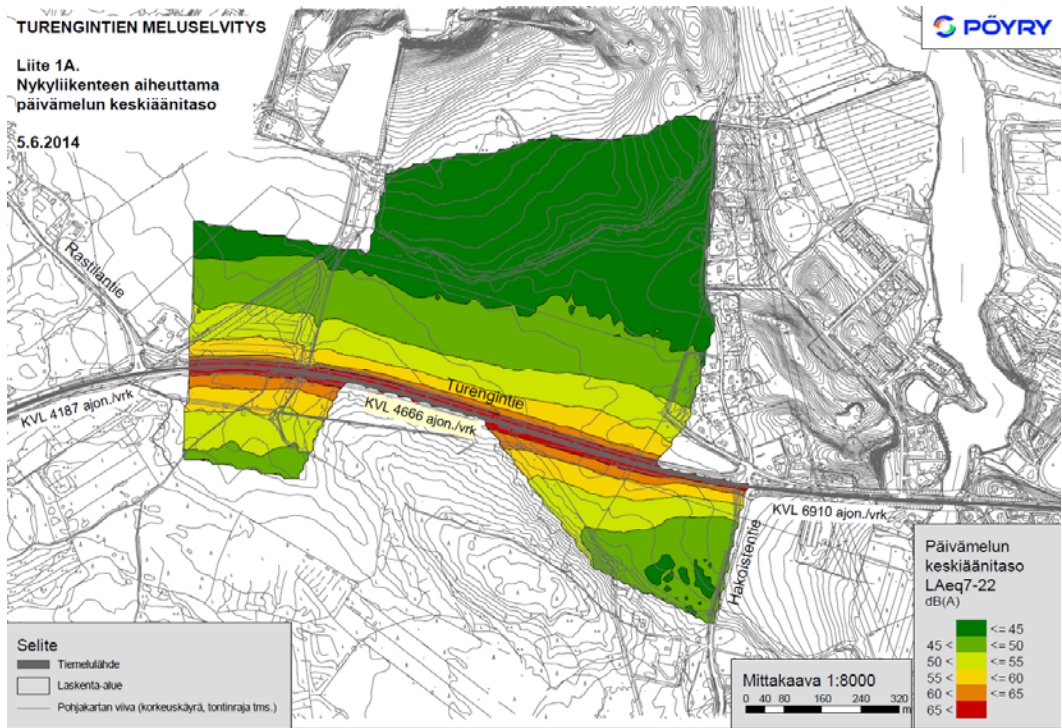 TURENGINTIEN MELUSELVITYS
PÖYRY
Liite 1A.
Nykyliikenteen aiheuttama
päivämelun keskiäänitaso
5.6.2014
Rastilantie
Turengintie
KVL 4187 ajon./vrk
KVL 4666 ajon./vrk
KVL 6910 ajon./vrk
Hakoistentie
Päivämelun
keskiäänitaso
LAeq7-22
dB(A)
<= 45
45 < <= 50
50 < <= 55
55 < <= 60
60 < <= 65
65 <
Selite
Tiemelulähde
Laskenta-alue
Pohjakartan viiva (korkeuskäyrä, tontinraja tms.)
Mittakaava 1:8000
0 40 80 160 240 320
m